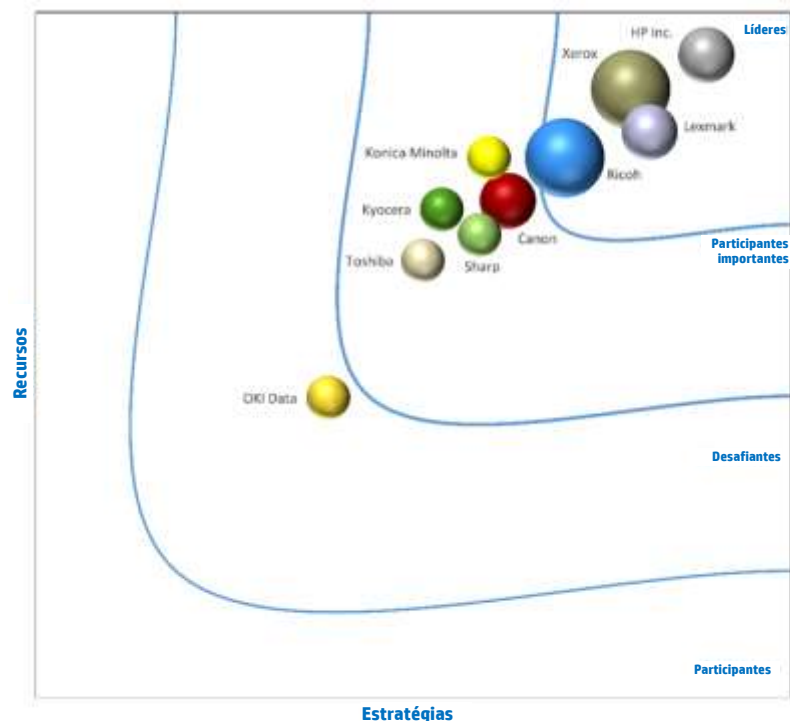 Líderes
HP Inc.
Xerox
Lexmark
Konica Minolta
Ricoh
Kyocera
Canon
Participantes
importantes
Toshiba
Sharp
Recursos
OKI Data
Desafiantes
Participantes
Estratégias